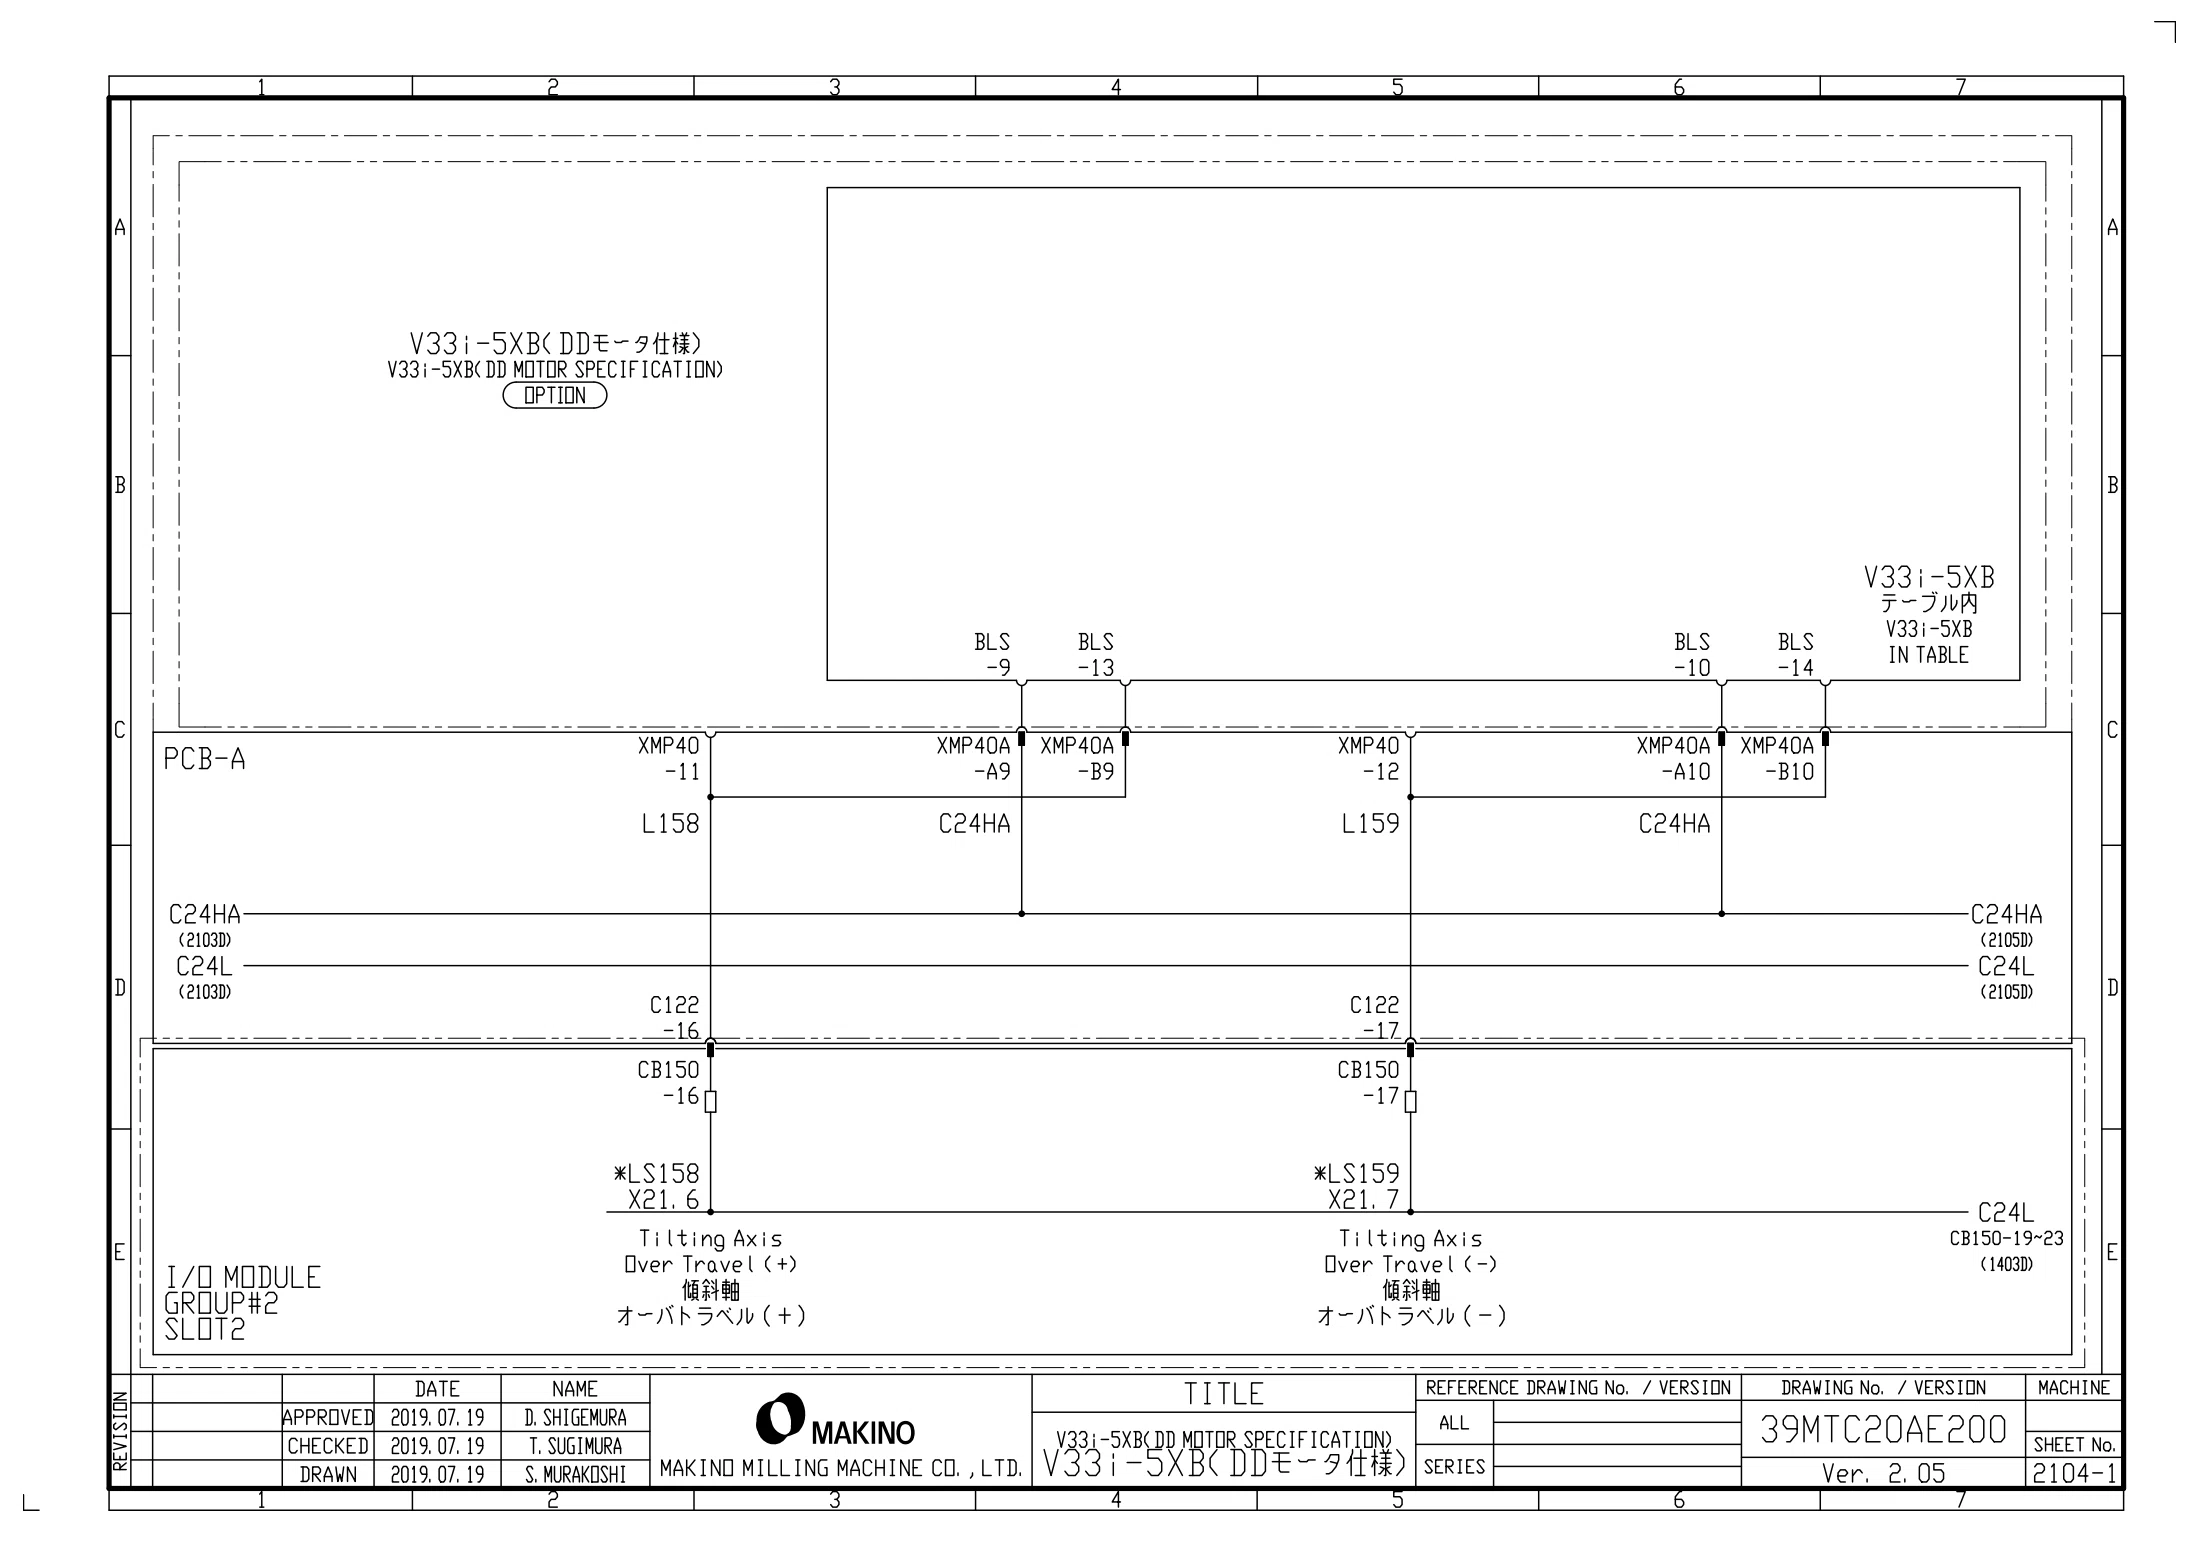 1 2 3 4 5 6 7
A A
V33i-5XB(DDモータ仕様)
V33i-5XB(DD MOTOR SPECIFICATION)
OPTION
B B
V33i-5XB
テーブル内
V33i-5XB
IN TABLE
BLS BLS BLS BLS
-9 -13 -10 -14
C C
PCB-A
XMP40 XMP40A XMP40A XMP40 XMP40A XMP40A
-11 -A9 -B9 -12 -A10 -B10
L158 C24HA L159 C24HA
C24HA C24HA
(2103D) (2105D)
C24L C24L
(2103D) (2105D)
D D
C122 C122
-16 -17
CB150 CB150
-16 -17
*LS158 *LS159
X21.6 X21.7
C24L
CB150-19~23
(1403D)
E E
Tilting Axis Tilting Axis
Over Travel(+) Over Travel(-)
傾斜軸 傾斜軸
オーバトラベル(+) オーバトラベル(-)
I/O MODULE
GROUP#2
SLOT2
REVISION
DATE NAME
APPROVED 2019.07.19 D. SHIGEMURA
CHECKED 2019.07.19 T. SUGIMURA
DRAWN 2019.07.19 S. MURAKOSHI
MAKINO
MAKINO MILLING MACHINE CO.,LTD.
TITLE
V33i-5XB(DD MOTOR SPECIFICATION)
V33i-5XB(DDモータ仕様)
REFERENCE DRAWING No. / VERSION
ALL
SERIES
DRAWING No. / VERSION
39MTC20AE200
Ver. 2.05
MACHINE
SHEET No.
2104-1
1 2 3 4 5 6 7